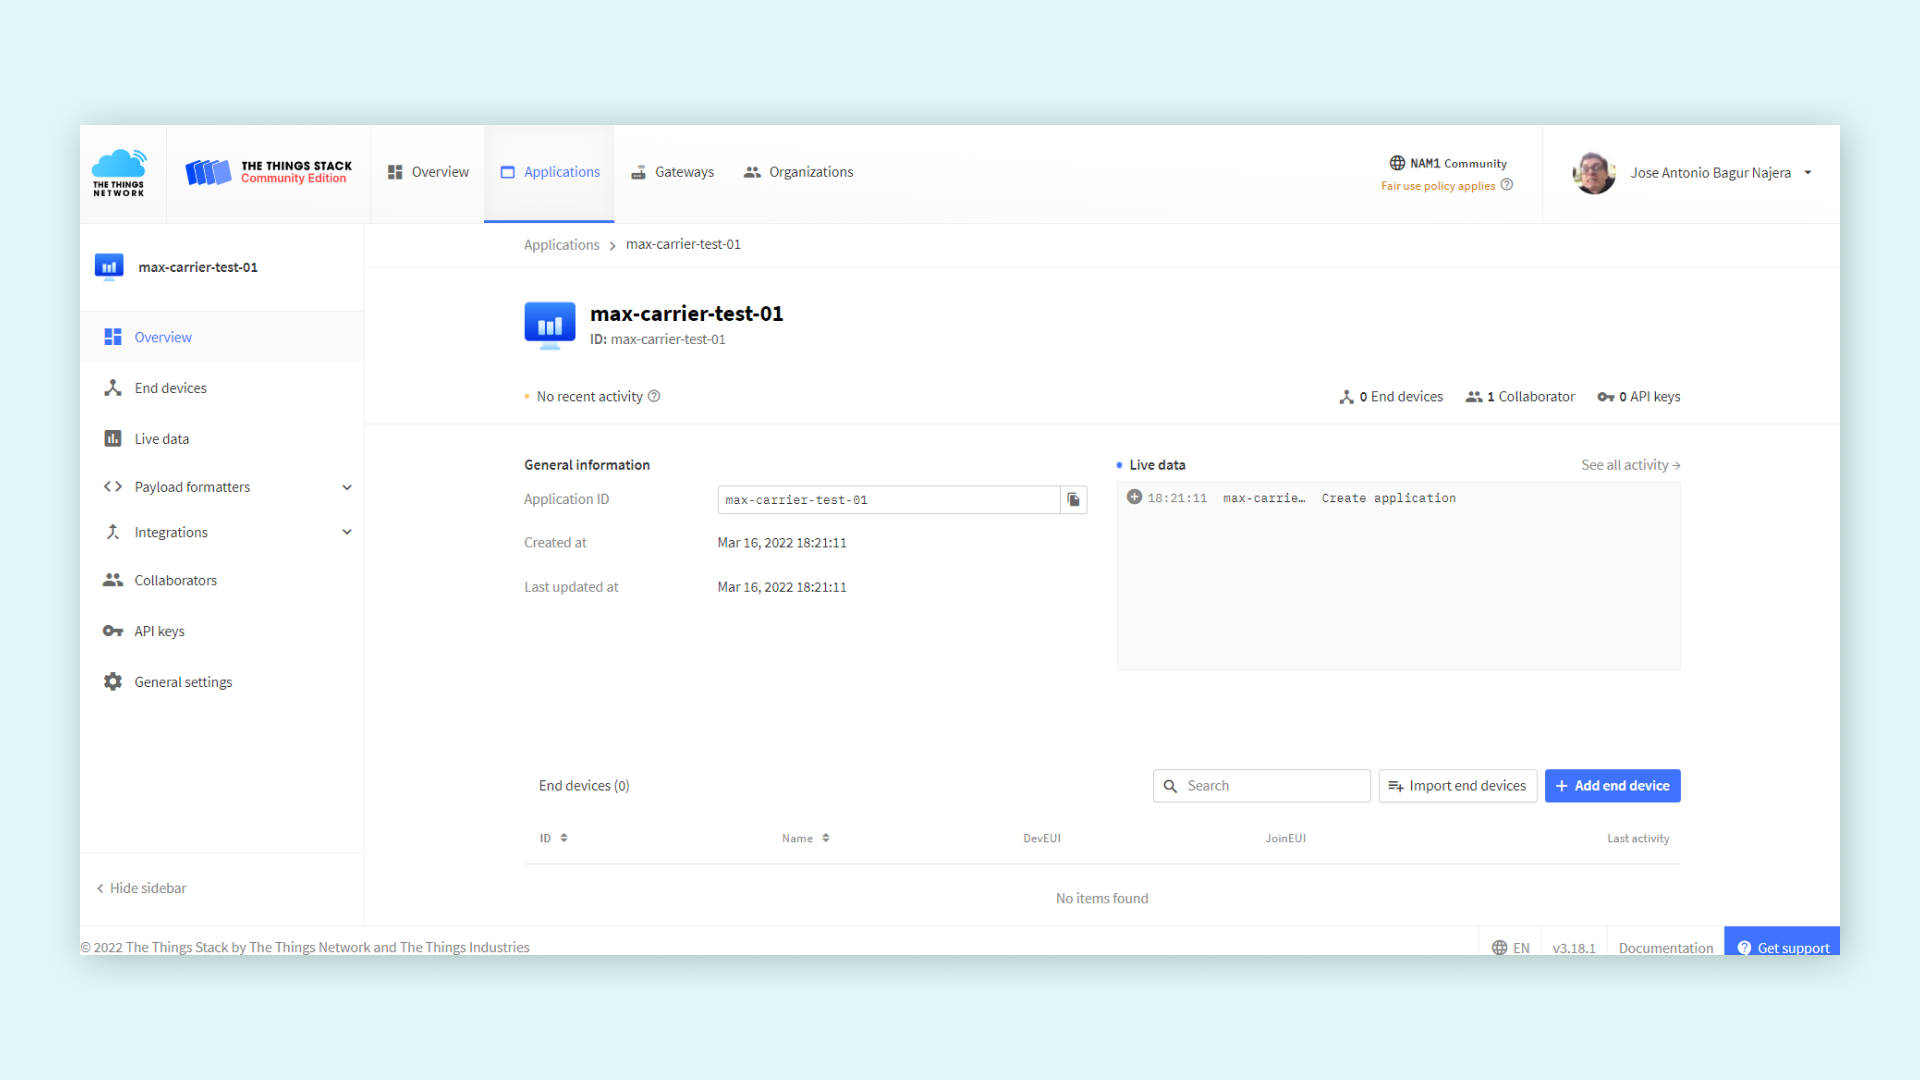 THE THINGS
NETWORK
THE THINGS STACK
Community Edition
Overview
Applications
Gateways
Organizations
NAM1 Community
Fair use policy applies
Jose Antonio Bagur Najera
max-carrier-test-01
Overview
End devices
Live data
Payload formatters
Integrations
Collaborators
API keys
General settings
Hide sidebar
Applications > max-carrier-test-01
max-carrier-test-01
ID: max-carrier-test-01
No recent activity
0 End devices
1 Collaborator
0 API keys
General information
Application ID
max-carrier-test-01
Created at
Mar 16, 2022 18:21:11
Last updated at
Mar 16, 2022 18:21:11
Live data
See all activity →
18:21:11 max-carrie… Create application
End devices (0)
Search
Import end devices
+ Add end device
ID
Name
DevEUI
JoinEUI
Last activity
No items found
© 2022 The Things Stack by The Things Network and The Things Industries
EN
v3.18.1
Documentation
Get support